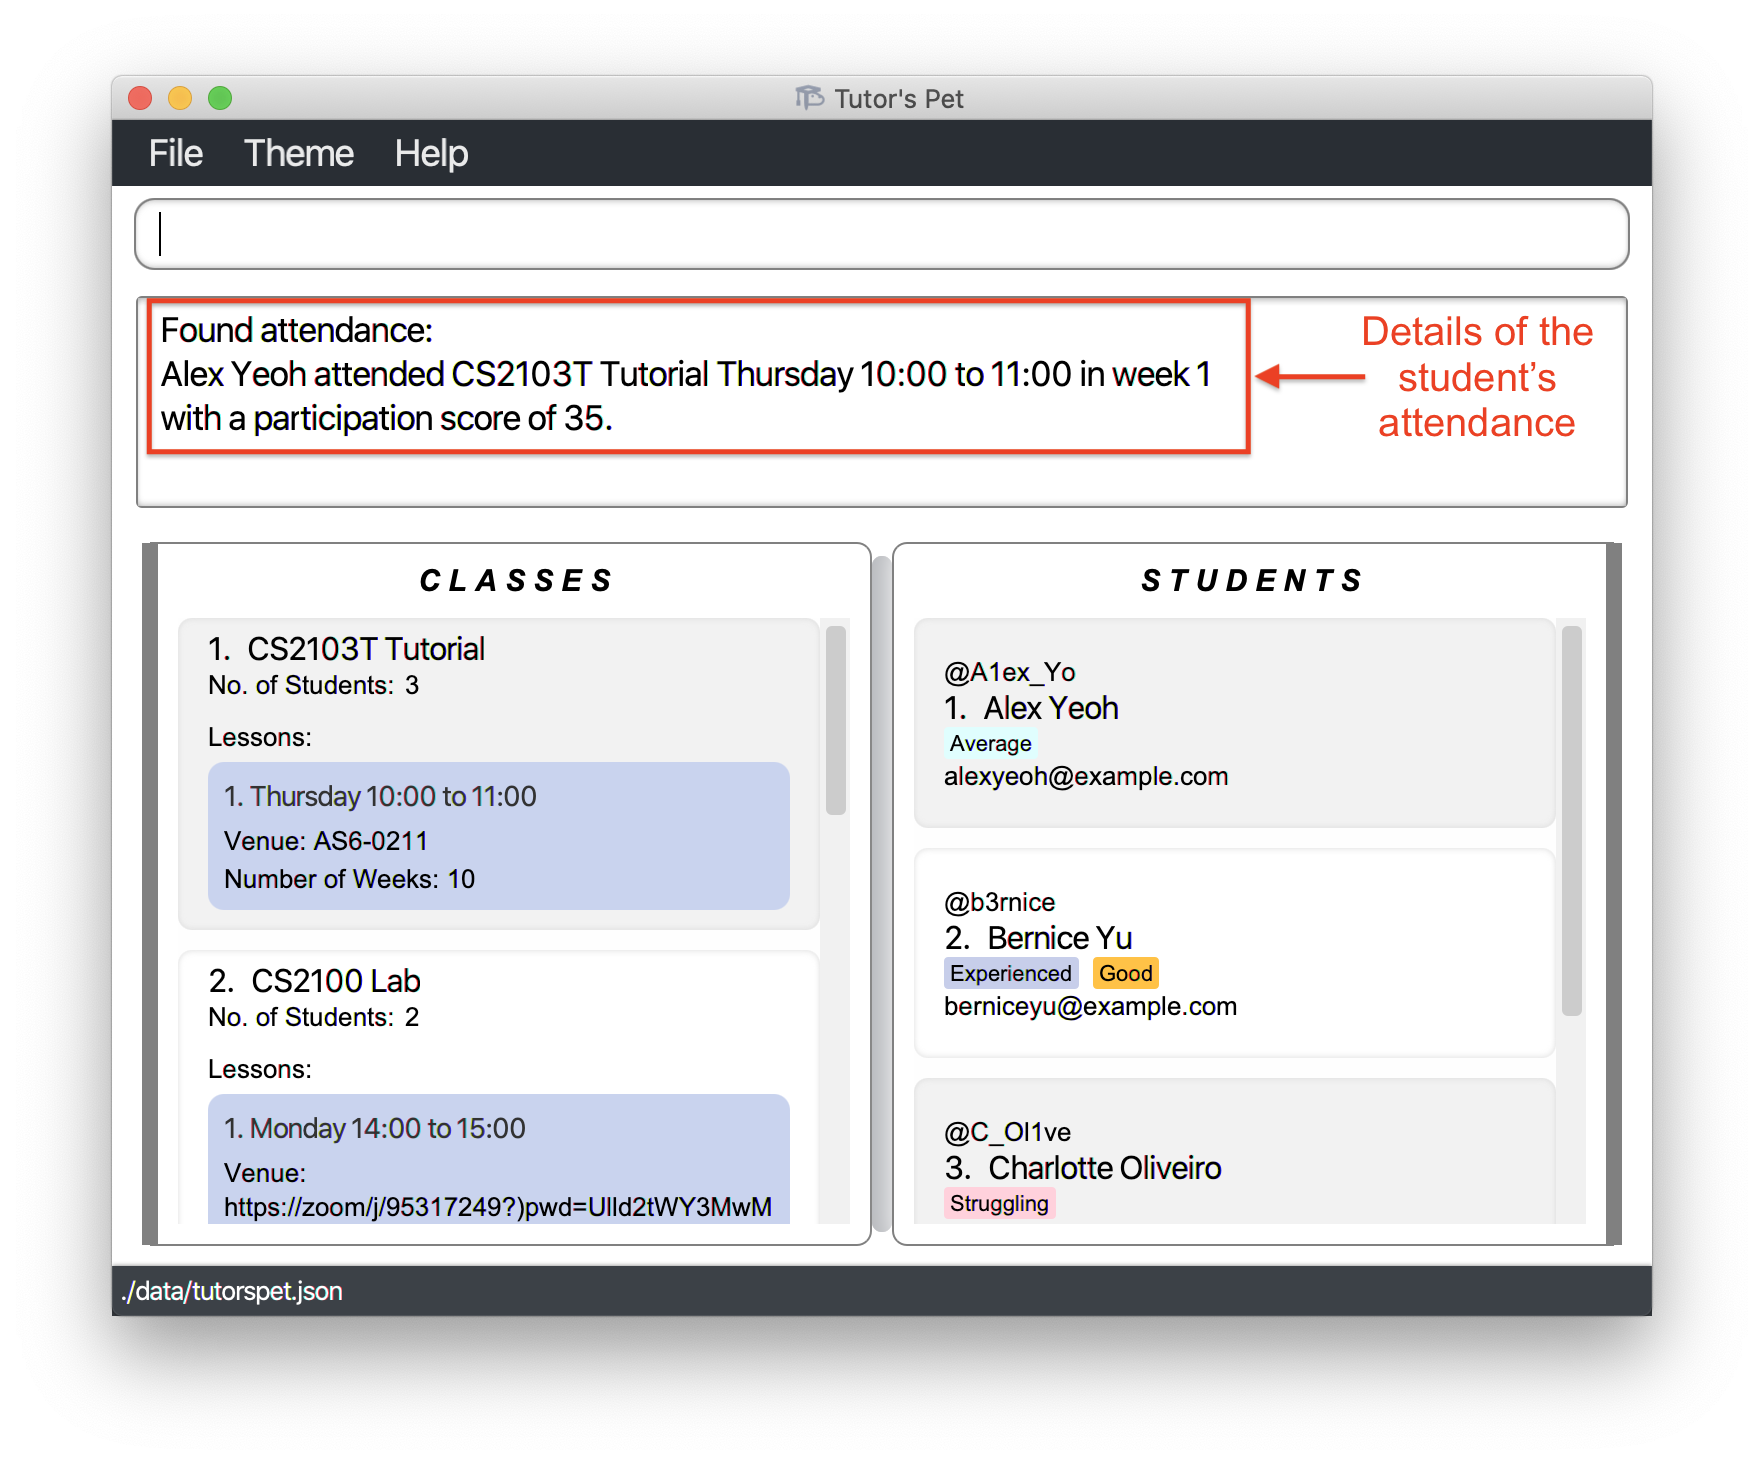 Tutor's Pet
File Theme Help
Found attendance:
Alex Yeoh attended CS2103T Tutorial Thursday 10:00 to 11:00 in week 1
with a participation score of 35.
Details of the
student’s
attendance
CLASSES
1. CS2103T Tutorial
No. of Students: 3
Lessons:
1. Thursday 10:00 to 11:00
Venue: AS6-0211
Number of Weeks: 10
2. CS2100 Lab
No. of Students: 2
Lessons:
1. Monday 14:00 to 15:00
Venue:
https://zoom/j/95317249?)pwd=Ulld2tWY3MwM
STUDENTS
@A1ex_Yo
1. Alex Yeoh
Average
alexyeoh@example.com
@b3rnice
2. Bernice Yu
Experienced Good
berniceyu@example.com
@C_Ol1ve
3. Charlotte Oliveiro
Struggling
./data/tutorspet.json